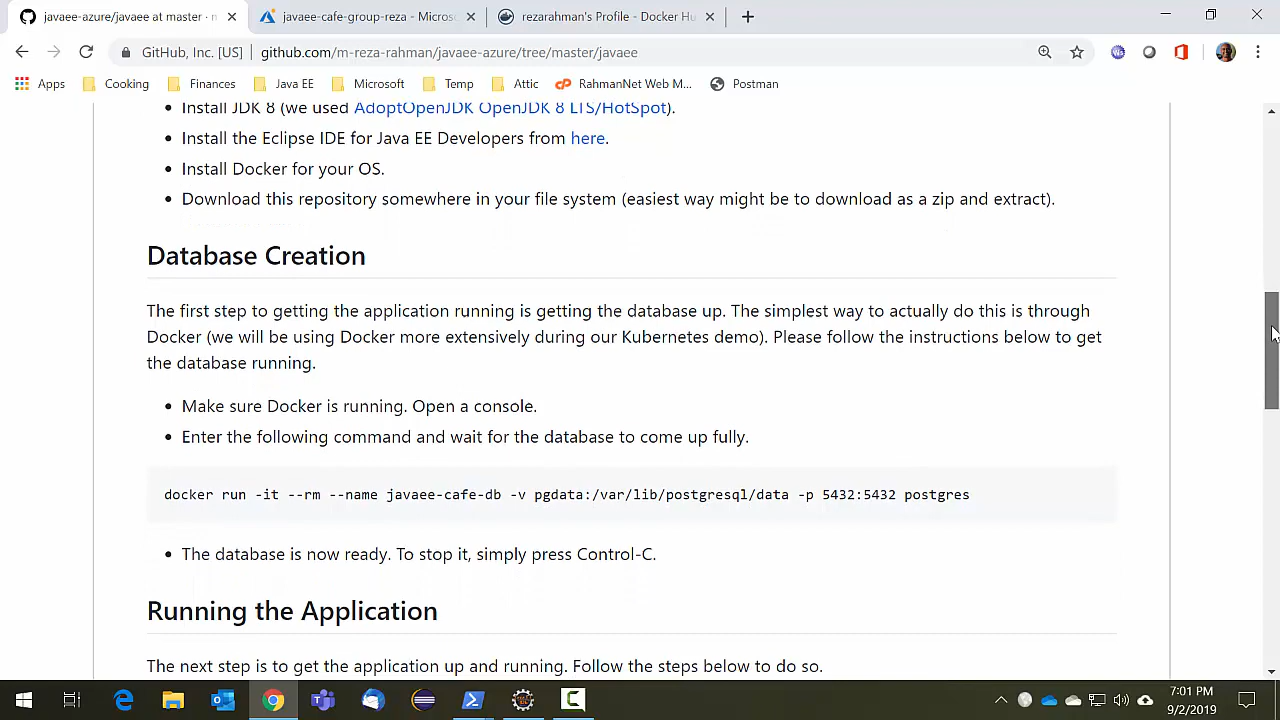 javaee-azure/javaee at master · m
javaee-cafe-group-reza - Microso
rezarahman's Profile - Docker Hu
GitHub, Inc. [US] github.com/m-reza-rahman/javaee-azure/tree/master/javaee
Apps Cooking Finances Java EE Microsoft Temp Attic RahmanNet Web M... Postman
• Install JDK 8 (we used AdoptOpenJDK OpenJDK 8 LTS/HotSpot).
• Install the Eclipse IDE for Java EE Developers from here.
• Install Docker for your OS.
• Download this repository somewhere in your file system (easiest way might be to download as a zip and extract).
Database Creation
The first step to getting the application running is getting the database up. The simplest way to actually do this is through
Docker (we will be using Docker more extensively during our Kubernetes demo). Please follow the instructions below to get
the database running.
• Make sure Docker is running. Open a console.
• Enter the following command and wait for the database to come up fully.
docker run -it --rm --name javaee-cafe-db -v pgdata:/var/lib/postgresql/data -p 5432:5432 postgres
• The database is now ready. To stop it, simply press Control-C.
Running the Application
The next step is to get the application up and running. Follow the steps below to do so.
7:01 PM
9/2/2019